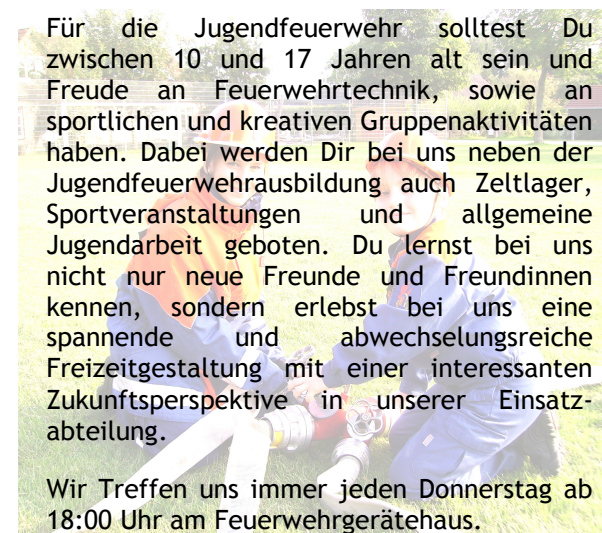 Für die Jugendfeuerwehr solltest Du
zwischen 10 und 17 Jahren alt sein und
Freude an Feuerwehrtechnik, sowie an
sportlichen und kreativen Gruppenaktivitäten
haben. Dabei werden Dir bei uns neben der
Jugendfeuerwehrausbildung auch Zeltlager,
Sportveranstaltungen und allgemeine
Jugendarbeit geboten. Du lernst bei uns
nicht nur neue Freunde und Freundinnen
kennen, sondern erlebst bei uns eine
spannende und abwechselungsreiche
Freizeitgestaltung mit einer interessanten
Zukunftsperspektive in unserer Einsatz-
abteilung.
Wir Treffen uns immer jeden Donnerstag ab
18:00 Uhr am Feuerwehrgerätehaus.